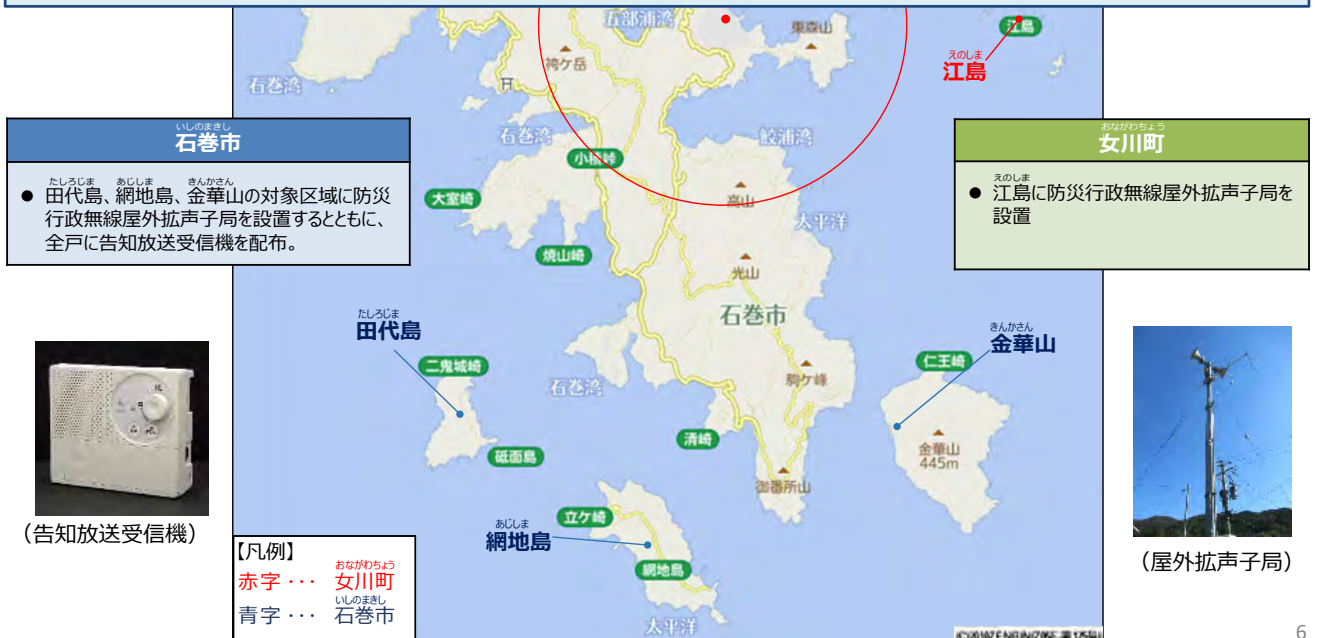 五部浦湾
東森山
江島
えのしま
江島
袴ケ岳
石巻湾
石巻湾
鮫浦湾
いしのまきし
石巻市
● 田代島、網地島、金華山の対象区域に防災
たしろじま あじしま きんかさん
行政無線屋外拡声子局を設置するとともに、
全戸に告知放送受信機を配布。
おながわちょう
女川町
えのしま
● 江島に防災行政無線屋外拡声子局を
設置
小積峠
大室崎
高山
太平洋
焼山崎
光山
石巻市
たしろじま
田代島
きんかさん
金華山
二鬼城崎
仁王崎
石巻湾
駒ケ峰
清崎
金華山
445m
砥面島
御番所山
立ケ崎
あじしま
網地島
網地島
太平洋
（告知放送受信機）
（屋外拡声子局）
【凡例】
おながわちょう
赤字・・・ 女川町
いしのまきし
青字・・・ 石巻市
6